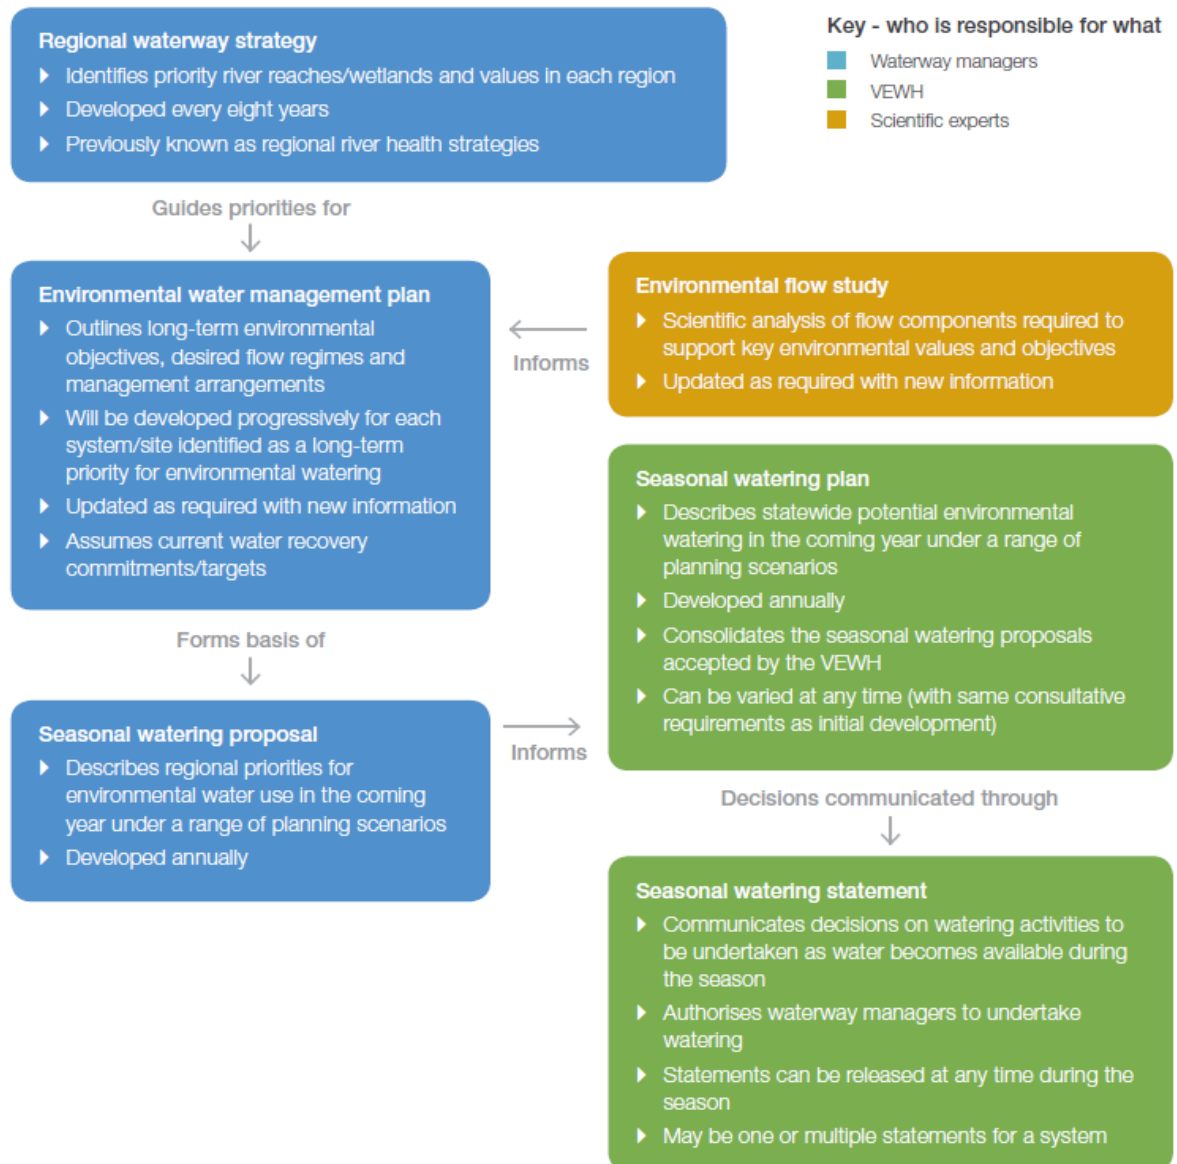 Regional waterway strategy
Identifies priority river reaches/wetlands and values in each region
Developed every eight years
Previously known as regional river health strategies
Key - who is responsible for what
Waterway managers
VEWH
Scientific experts
Guides priorities for
Environmental water management plan
Outlines long-term environmental
objectives, desired flow regimes and
management arrangements
Will be developed progressively for each
system/site identified as a long-term
priority for environmental watering
Updated as required with new information
Assumes current water recovery
commitments/targets
Informs
Environmental flow study
Scientific analysis of flow components required to
support key environmental values and objectives
Updated as required with new information
Forms basis of
Seasonal watering proposal
Describes regional priorities for
environmental water use in the coming
year under a range of planning scenarios
Developed annually
Informs
Seasonal watering plan
Describes statewide potential environmental
watering in the coming year under a range of
planning scenarios
Developed annually
Consolidates the seasonal watering proposals
accepted by the VEWH
Can be varied at any time (with same consultative
requirements as initial development)
Decisions communicated through
Seasonal watering statement
Communicates decisions on watering activities to
be undertaken as water becomes available during
the season
Authorises waterway managers to undertake
watering
Statements can be released at any time during the
season
May be one or multiple statements for a system